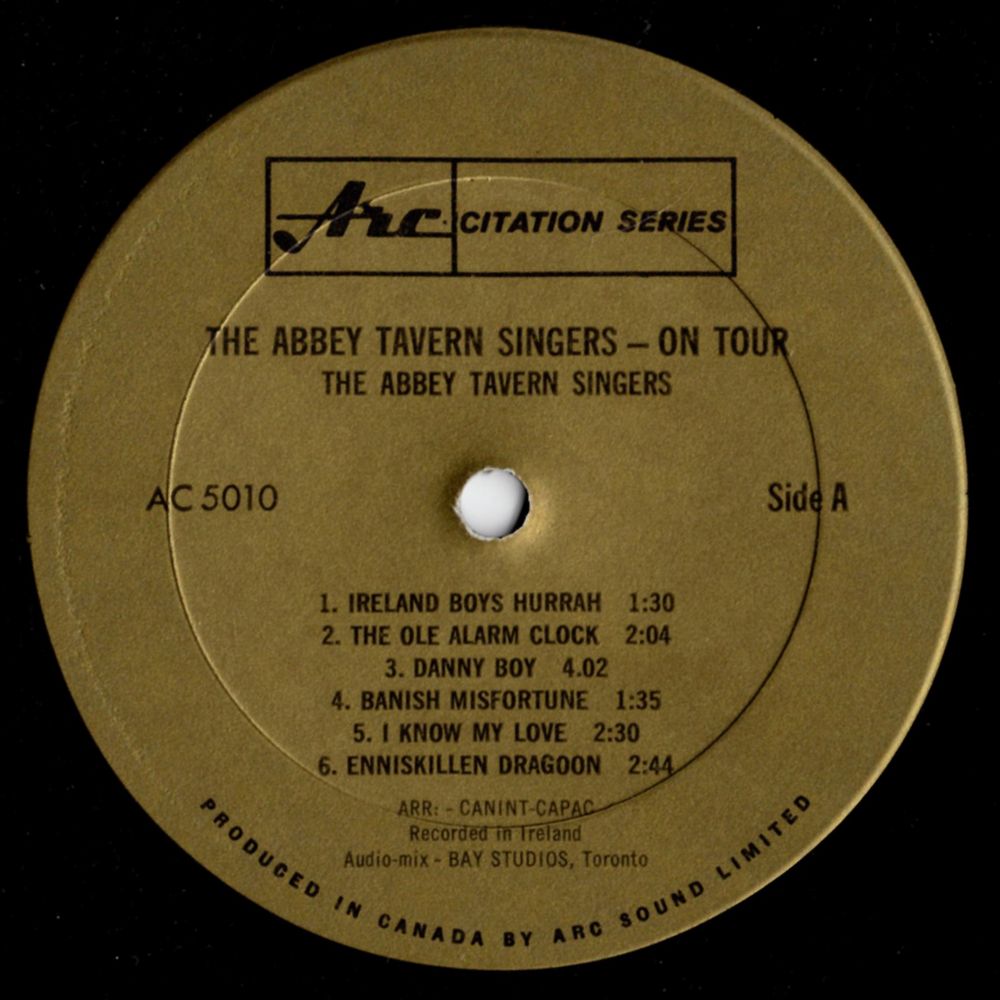 Arc
CITATION SERIES
THE ABBEY TAVERN SINGERS – ON TOUR
THE ABBEY TAVERN SINGERS
AC 5010
Side A
1. IRELAND BOYS HURRAH 1:30
2. THE OLE ALARM CLOCK 2:04
3. DANNY BOY 4.02
4. BANISH MISFORTUNE 1:35
5. I KNOW MY LOVE 2:30
6. ENNISKILLEN DRAGOON 2:44
ARR: - CANINT-CAPAC
Recorded in Ireland
Audio-mix - BAY STUDIOS, Toronto
PRODUCED IN CANADA BY ARC SOUND LIMITED